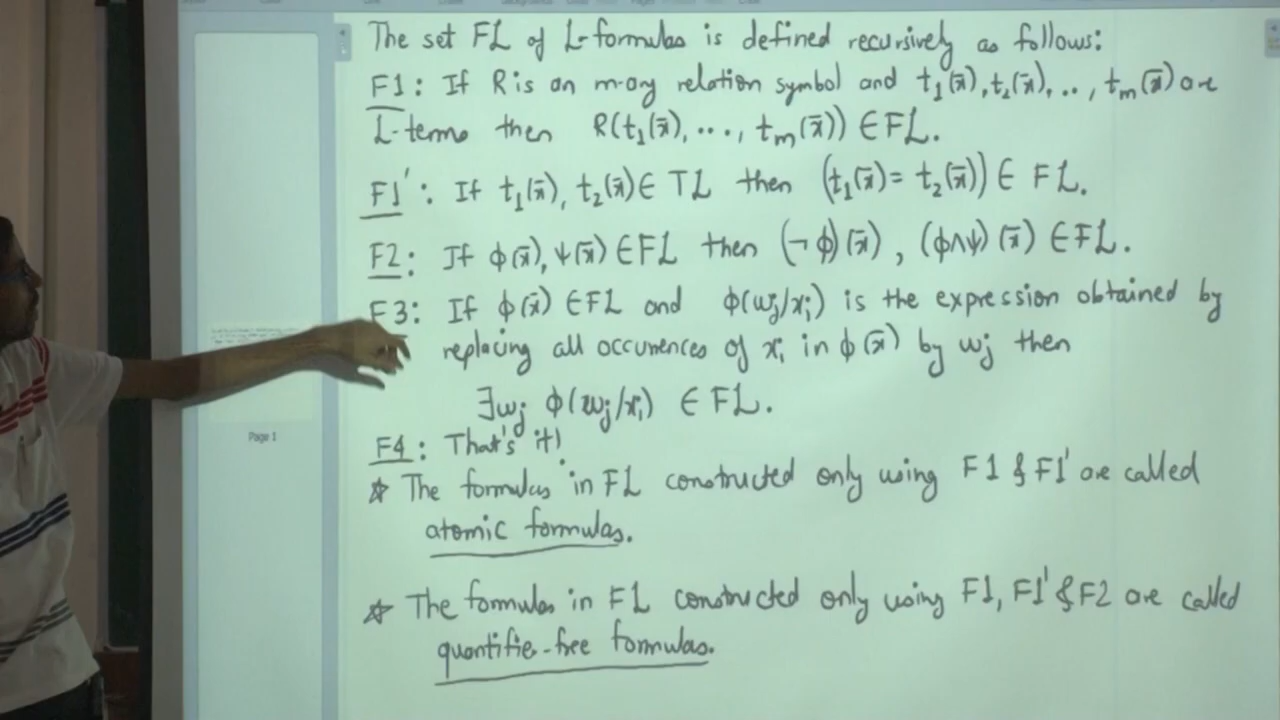 The set FL of L-formulas is defined recursively as follows:
F1: If R is an m-ary relation symbol and t₁(x̄), t₂(x̄), .., tₘ(x̄) are
L-terms then R(t₁(x̄), ..., tₘ(x̄)) ∈ FL.
F1': If t₁(x̄), t₂(x̄) ∈ TL then (t₁(x̄) = t₂(x̄)) ∈ FL.
F2: If ϕ(x̄), ψ(x̄) ∈ FL then (¬ϕ)(x̄), (ϕ∧ψ)(x̄) ∈ FL.
F3: If ϕ(x̄) ∈ FL and ϕ(wⱼ/xᵢ) is the expression obtained by
replacing all occurrences of xᵢ in ϕ(x̄) by wⱼ then
∃wⱼ ϕ(wⱼ/xᵢ) ∈ FL.
F4: That's it!
Page 1
☆ The formulas in FL constructed only using F1 & F1' are called
atomic formulas.
☆ The formulas in FL constructed only using F1, F1' & F2 are called
quantifie-free formulas.